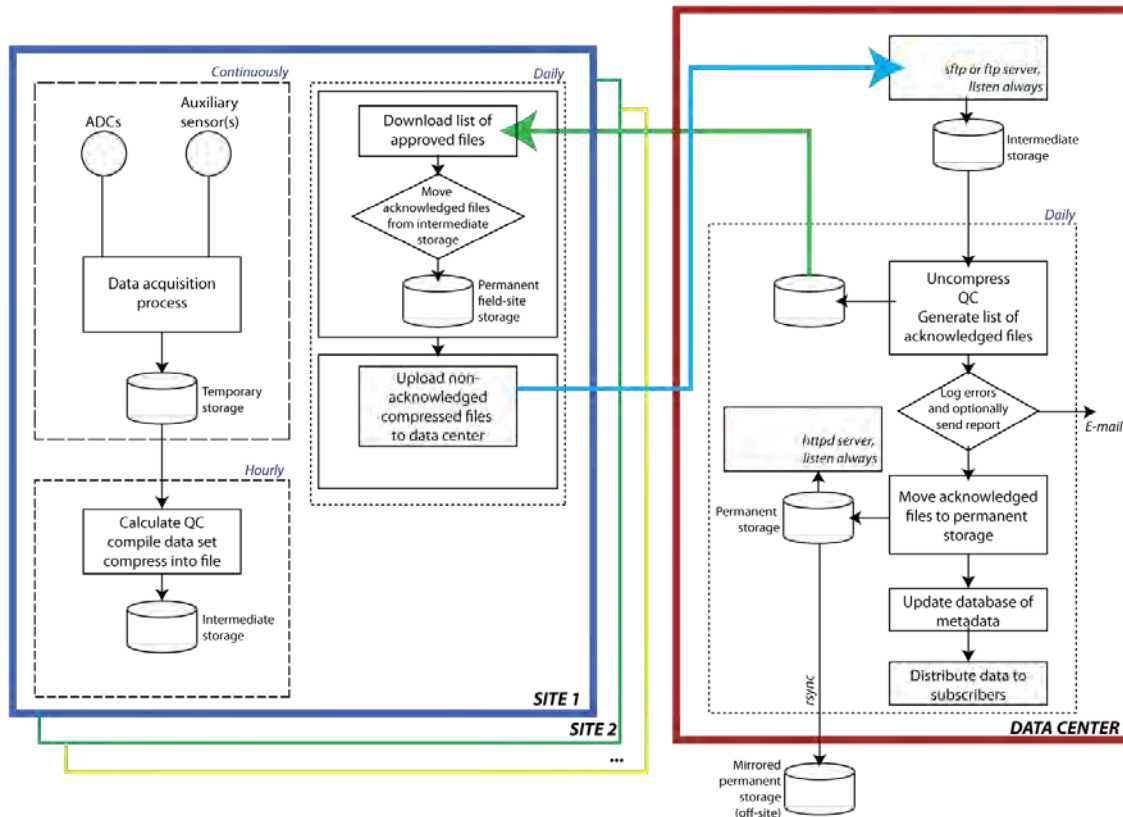 Continuously
ADCs
Auxiliary
sensor(s)
Data acquisition
process
Temporary
storage
Hourly
Calculate QC
compile data set
compress into file
Intermediate
storage
Daily
Download list of
approved files
Move
acknowledged files
from intermediate
storage
Permanent
field-site
storage
Upload non-
acknowledged
compressed files
to data center
SITE 1
SITE 2
...
sftp or ftp server,
listen always
Intermediate
storage
Daily
Uncompress
QC
Generate list of
acknowledged files
Log errors
and optionally
send report
E-mail
httpd server,
listen always
Permanent
storage
Move acknowledged
files to permanent
storage
Update database of
metadata
Distribute data to
subscribers
rsync
DATA CENTER
Mirrored
permanent
storage
(off-site)